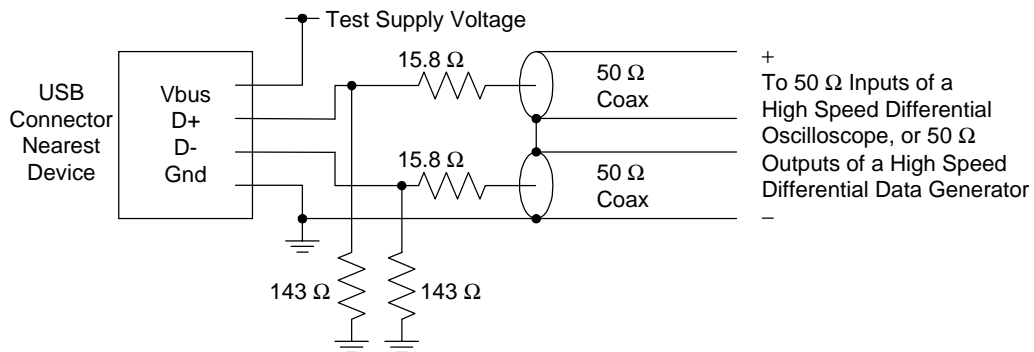 Test Supply Voltage
USB
Connector
Nearest
Device
Vbus
D+
D-
Gnd
15.8 Ω
50 Ω
Coax
15.8 Ω
50 Ω
Coax
+
To 50 Ω Inputs of a
High Speed Differential
Oscilloscope, or 50 Ω
Outputs of a High Speed
Differential Data Generator
−
143 Ω
143 Ω